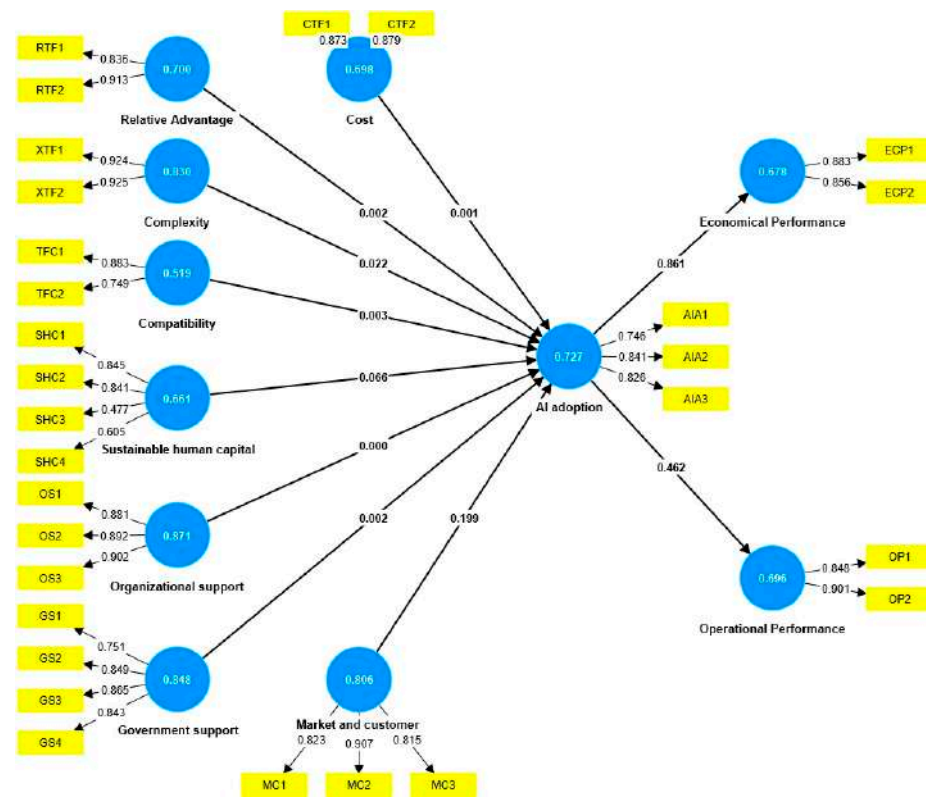 CTF1 CTF2
0.873 0.879
RTF1
0.836
0.700
0.698
RTF2
0.913
Relative Advantage
Cost
XTF1
0.924
0.830
ECP1
0.883
0.678
XTF2
0.925
0.856
ECP2
0.002
0.001
Complexity
Economical Performance
0.022
TFC1
0.883
0.519
0.861
TFC2
0.749
0.003
Compatibility
AIA1
0.746
SHC1
0.845
0.727
0.841
AIA2
SHC2
0.841
0.661
0.066
0.826
AIA3
SHC3
0.477
AI adoption
0.605
Sustainable human capital
0.000
SHC4
0.462
OS1
0.881
0.002
0.199
OS2
0.892
0.871
OS3
0.902
OP1
0.848
0.696
Organizational support
0.901
OP2
GS1
0.751
Operational Performance
GS2
0.849
0.848
0.806
GS3
0.865
0.843
Government support
Market and customer
GS4
0.823 0.907 0.815
MC1 MC2 MC3